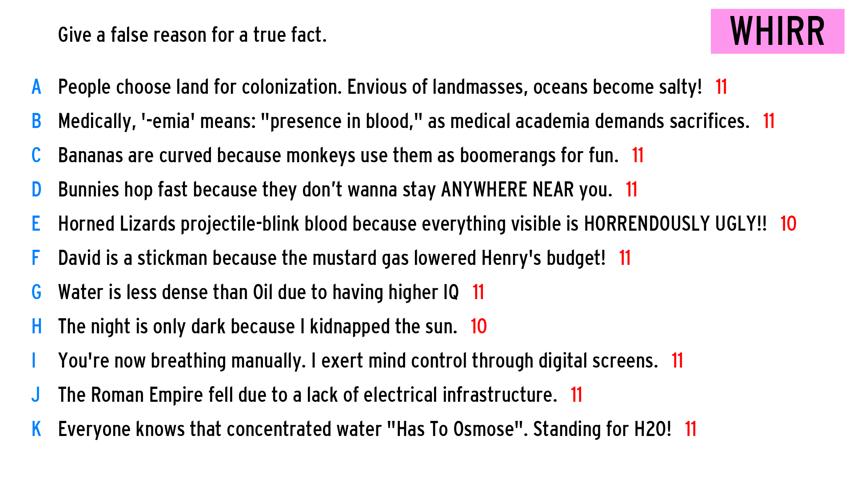 Give a false reason for a true fact.
WHIRR
A People choose land for colonization. Envious of landmasses, oceans become salty! 11
B Medically, '-emia' means: "presence in blood," as medical academia demands sacrifices. 11
C Bananas are curved because monkeys use them as boomerangs for fun. 11
D Bunnies hop fast because they don’t wanna stay ANYWHERE NEAR you. 11
E Horned Lizards projectile-blink blood because everything visible is HORRENDOUSLY UGLY!! 10
F David is a stickman because the mustard gas lowered Henry's budget! 11
G Water is less dense than Oil due to having higher IQ 11
H The night is only dark because I kidnapped the sun. 10
I You're now breathing manually. I exert mind control through digital screens. 11
J The Roman Empire fell due to a lack of electrical infrastructure. 11
K Everyone knows that concentrated water "Has To Osmose". Standing for H2O! 11